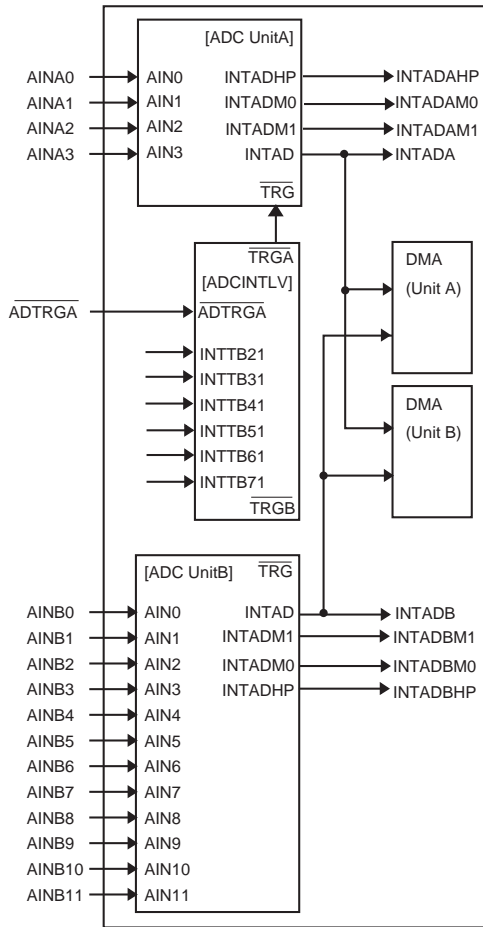 [ADC UnitA]
AINA0 AIN0 INTADHP INTADAHP
AINA1 AIN1 INTADM0 INTADAM0
AINA2 AIN2 INTADM1 INTADAM1
AINA3 AIN3 INTAD INTADA
TRG
TRGA
DMA
(Unit A)
[ADCINTLV]
ADTRGA ADTRGA
INTTB21
INTTB31
INTTB41
DMA
(Unit B)
INTTB51
INTTB61
INTTB71
TRGB
[ADC UnitB] TRG
AINB0 AIN0 INTAD INTADB
AINB1 AIN1 INTADM1 INTADBM1
AINB2 AIN2 INTADM0 INTADBM0
AINB3 AIN3 INTADHP INTADBHP
AINB4 AIN4
AINB5 AIN5
AINB6 AIN6
AINB7 AIN7
AINB8 AIN8
AINB9 AIN9
AINB10 AIN10
AINB11 AIN11